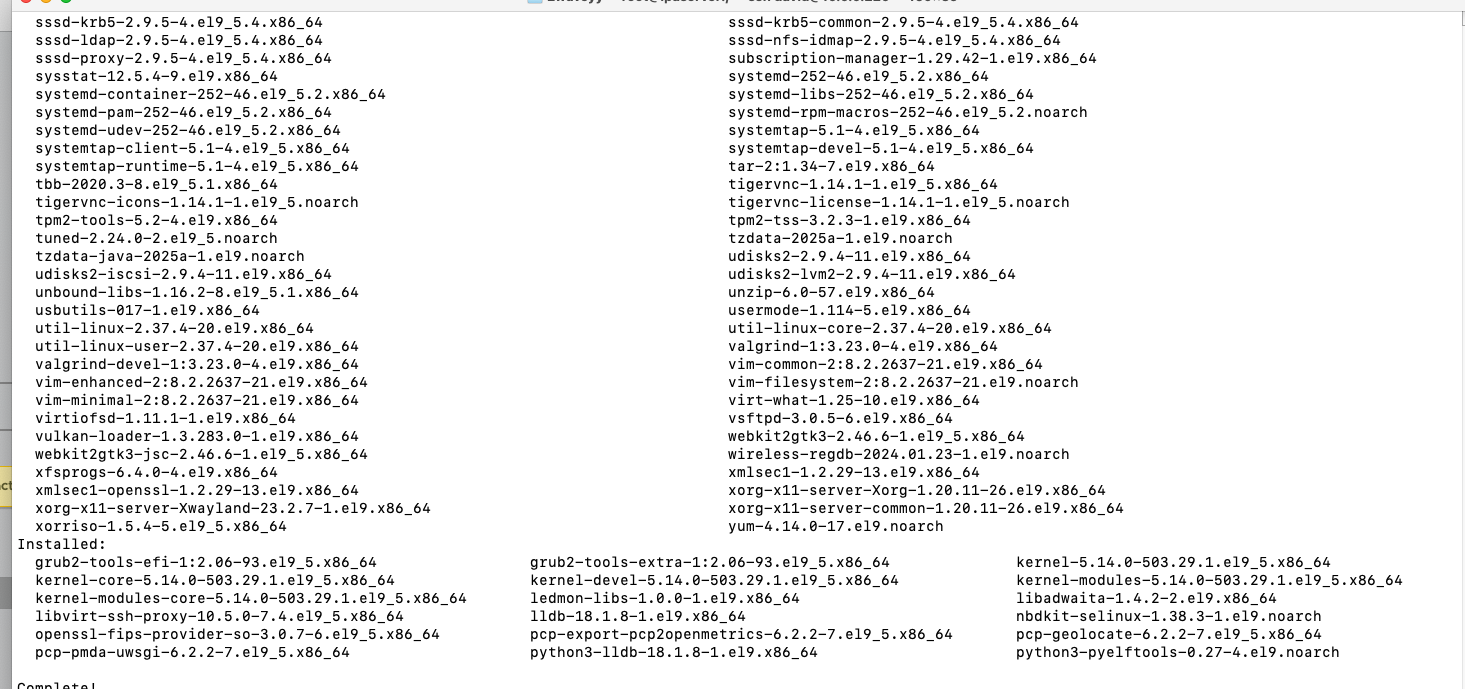 sssd-krb5-2.9.5-4.el9_5.4.x86_64 sssd-krb5-common-2.9.5-4.el9_5.4.x86_64
sssd-ldap-2.9.5-4.el9_5.4.x86_64 sssd-nfs-idmap-2.9.5-4.el9_5.4.x86_64
sssd-proxy-2.9.5-4.el9_5.4.x86_64 subscription-manager-1.29.42-1.el9.x86_64
sysstat-12.5.4-9.el9.x86_64 systemd-252-46.el9_5.2.x86_64
systemd-container-252-46.el9_5.2.x86_64 systemd-libs-252-46.el9_5.2.x86_64
systemd-pam-252-46.el9_5.2.x86_64 systemd-rpm-macros-252-46.el9_5.2.noarch
systemd-udev-252-46.el9_5.2.x86_64 systemtap-5.1-4.el9_5.x86_64
systemtap-client-5.1-4.el9_5.x86_64 systemtap-devel-5.1-4.el9_5.x86_64
systemtap-runtime-5.1-4.el9_5.x86_64 tar-2:1.34-7.el9.x86_64
tbb-2020.3-8.el9_5.1.x86_64 tigervnc-1.14.1-1.el9_5.x86_64
tigervnc-icons-1.14.1-1.el9_5.noarch tigervnc-license-1.14.1-1.el9_5.noarch
tpm2-tools-5.2-4.el9.x86_64 tpm2-tss-3.2.3-1.el9.x86_64
tuned-2.24.0-2.el9_5.noarch tzdata-2025a-1.el9.noarch
tzdata-java-2025a-1.el9.noarch udisks2-2.9.4-11.el9.x86_64
udisks2-iscsi-2.9.4-11.el9.x86_64 udisks2-lvm2-2.9.4-11.el9.x86_64
unbound-libs-1.16.2-8.el9_5.1.x86_64 unzip-6.0-57.el9.x86_64
usbutils-017-1.el9.x86_64 usermode-1.114-5.el9.x86_64
util-linux-2.37.4-20.el9.x86_64 util-linux-core-2.37.4-20.el9.x86_64
util-linux-user-2.37.4-20.el9.x86_64 valgrind-1:3.23.0-4.el9.x86_64
valgrind-devel-1:3.23.0-4.el9.x86_64 vim-common-2:8.2.2637-21.el9.x86_64
vim-enhanced-2:8.2.2637-21.el9.x86_64 vim-filesystem-2:8.2.2637-21.el9.noarch
vim-minimal-2:8.2.2637-21.el9.x86_64 virt-what-1.25-10.el9.x86_64
virtiofsd-1.11.1-1.el9.x86_64 vsftpd-3.0.5-6.el9.x86_64
vulkan-loader-1.3.283.0-1.el9.x86_64 webkit2gtk3-2.46.6-1.el9_5.x86_64
webkit2gtk3-jsc-2.46.6-1.el9_5.x86_64 wireless-regdb-2024.01.23-1.el9.noarch
xfsprogs-6.4.0-4.el9.x86_64 xmlsec1-1.2.29-13.el9.x86_64
xmlsec1-openssl-1.2.29-13.el9.x86_64 xorg-x11-server-Xorg-1.20.11-26.el9.x86_64
xorg-x11-server-Xwayland-23.2.7-1.el9.x86_64 xorg-x11-server-common-1.20.11-26.el9.x86_64
xorriso-1.5.4-5.el9_5.x86_64 yum-4.14.0-17.el9.noarch
Installed:
grub2-tools-efi-1:2.06-93.el9_5.x86_64 grub2-tools-extra-1:2.06-93.el9_5.x86_64 kernel-5.14.0-503.29.1.el9_5.x86_64
kernel-core-5.14.0-503.29.1.el9_5.x86_64 kernel-devel-5.14.0-503.29.1.el9_5.x86_64 kernel-modules-5.14.0-503.29.1.el9_5.x86_64
kernel-modules-core-5.14.0-503.29.1.el9_5.x86_64 ledmon-libs-1.0.0-1.el9.x86_64 libadwaita-1.4.2-2.el9.x86_64
libvirt-ssh-proxy-10.5.0-7.4.el9_5.x86_64 lldb-18.1.8-1.el9.x86_64 nbdkit-selinux-1.38.3-1.el9.noarch
openssl-fips-provider-so-3.0.7-6.el9_5.x86_64 pcp-export-pcp2openmetrics-6.2.2-7.el9_5.x86_64 pcp-geolocate-6.2.2-7.el9_5.x86_64
pcp-pmda-uwsgi-6.2.2-7.el9_5.x86_64 python3-lldb-18.1.8-1.el9.x86_64 python3-pyelftools-0.27-4.el9.noarch
Complete!